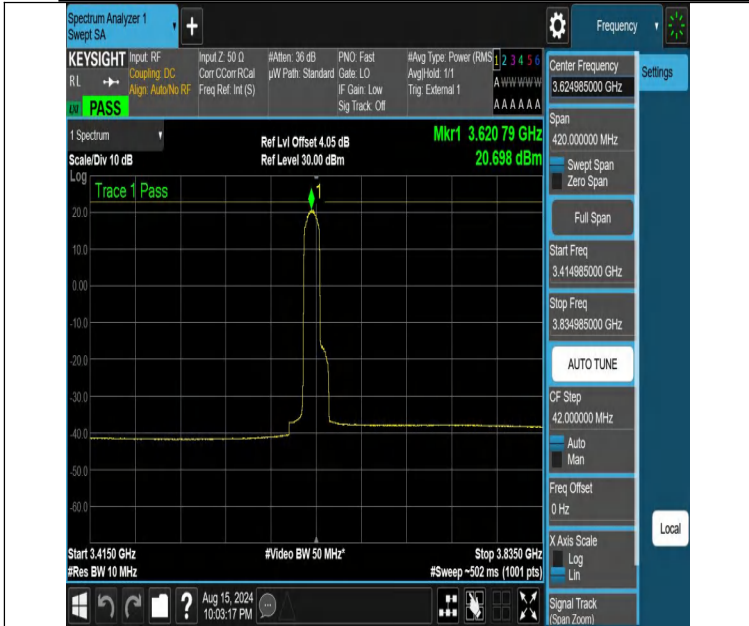 Spectrum Analyzer 1
Swept SA
Frequency
KEYSIGHT
RL
LXI
PASS
Input: RF
Coupling: DC
Align: Auto/No RF
Input Z: 50 Ω
Corr CCorr RCal
Freq Ref: Int (S)
#Atten: 36 dB
µW Path: Standard
PNO: Fast
Gate: LO
IF Gain: Low
Sig Track: Off
#Avg Type: Power (RMS
Avg|Hold: 1/1
Trig: External 1
1 2 3 4 5 6
A W W W W W
A A A A A A
1 Spectrum
Scale/Div 10 dB
Log
Ref Lvl Offset 4.05 dB
Ref Level 30.00 dBm
Mkr1 3.620 79 GHz
20.698 dBm
Trace 1 Pass
1
20.0
10.0
0.00
-10.0
-20.0
-30.0
-40.0
-50.0
-60.0
Start 3.4150 GHz
#Res BW 10 MHz
#Video BW 50 MHz*
Stop 3.8350 GHz
#Sweep ~502 ms (1001 pts)
Center Frequency
3.624985000 GHz
Settings
Span
420.000000 MHz
Swept Span
Zero Span
Full Span
Start Freq
3.414985000 GHz
Stop Freq
3.834985000 GHz
AUTO TUNE
CF Step
42.000000 MHz
Auto
Man
Freq Offset
0 Hz
X Axis Scale
Log
Lin
Local
Signal Track
(Span Zoom)
?
Aug 15, 2024
10:03:17 PM